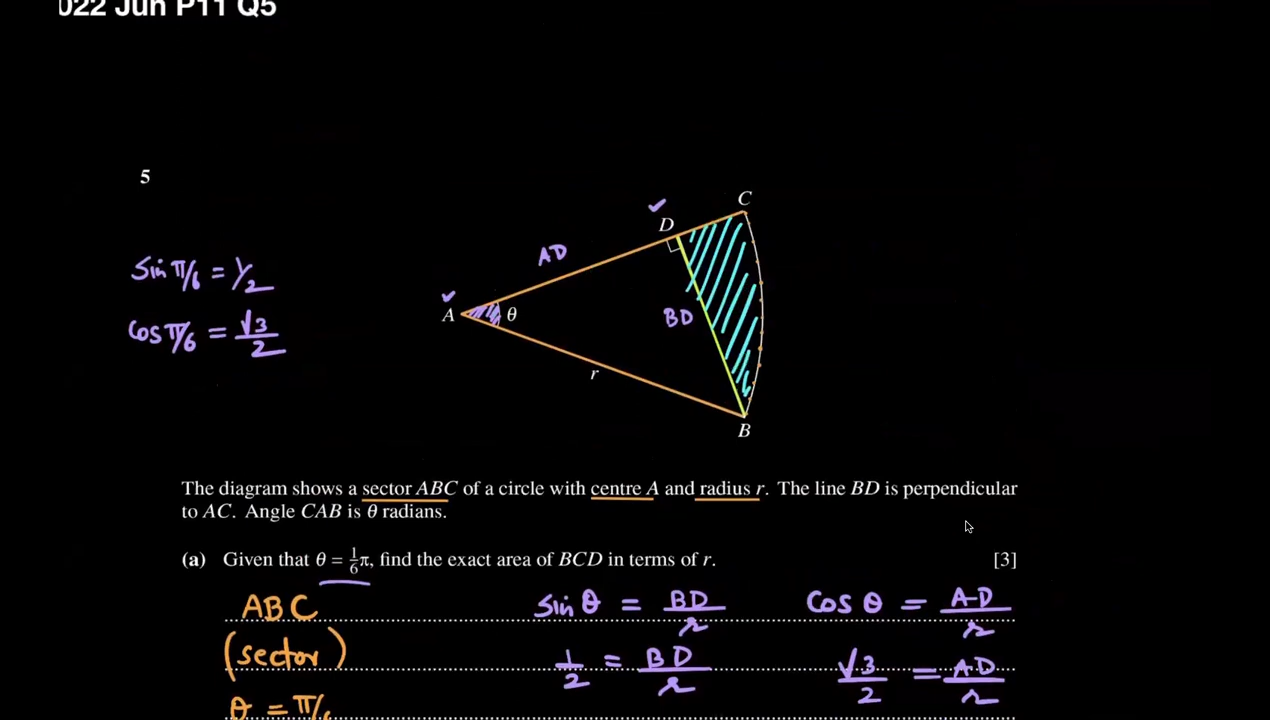 022 Jun P11 Q5
5
C
D
AD
sin π/6 = 1/2
A
θ
BD
cos π/6 = √3/2
r
B
The diagram shows a sector ABC of a circle with centre A and radius r. The line BD is perpendicular
to AC. Angle CAB is θ radians.
(a) Given that θ = 1/6 π, find the exact area of BCD in terms of r. [3]
ABC sin θ = BD/r cos θ = AD/r
(sector) 1/2 = BD/r √3/2 = AD/r
θ = π/6